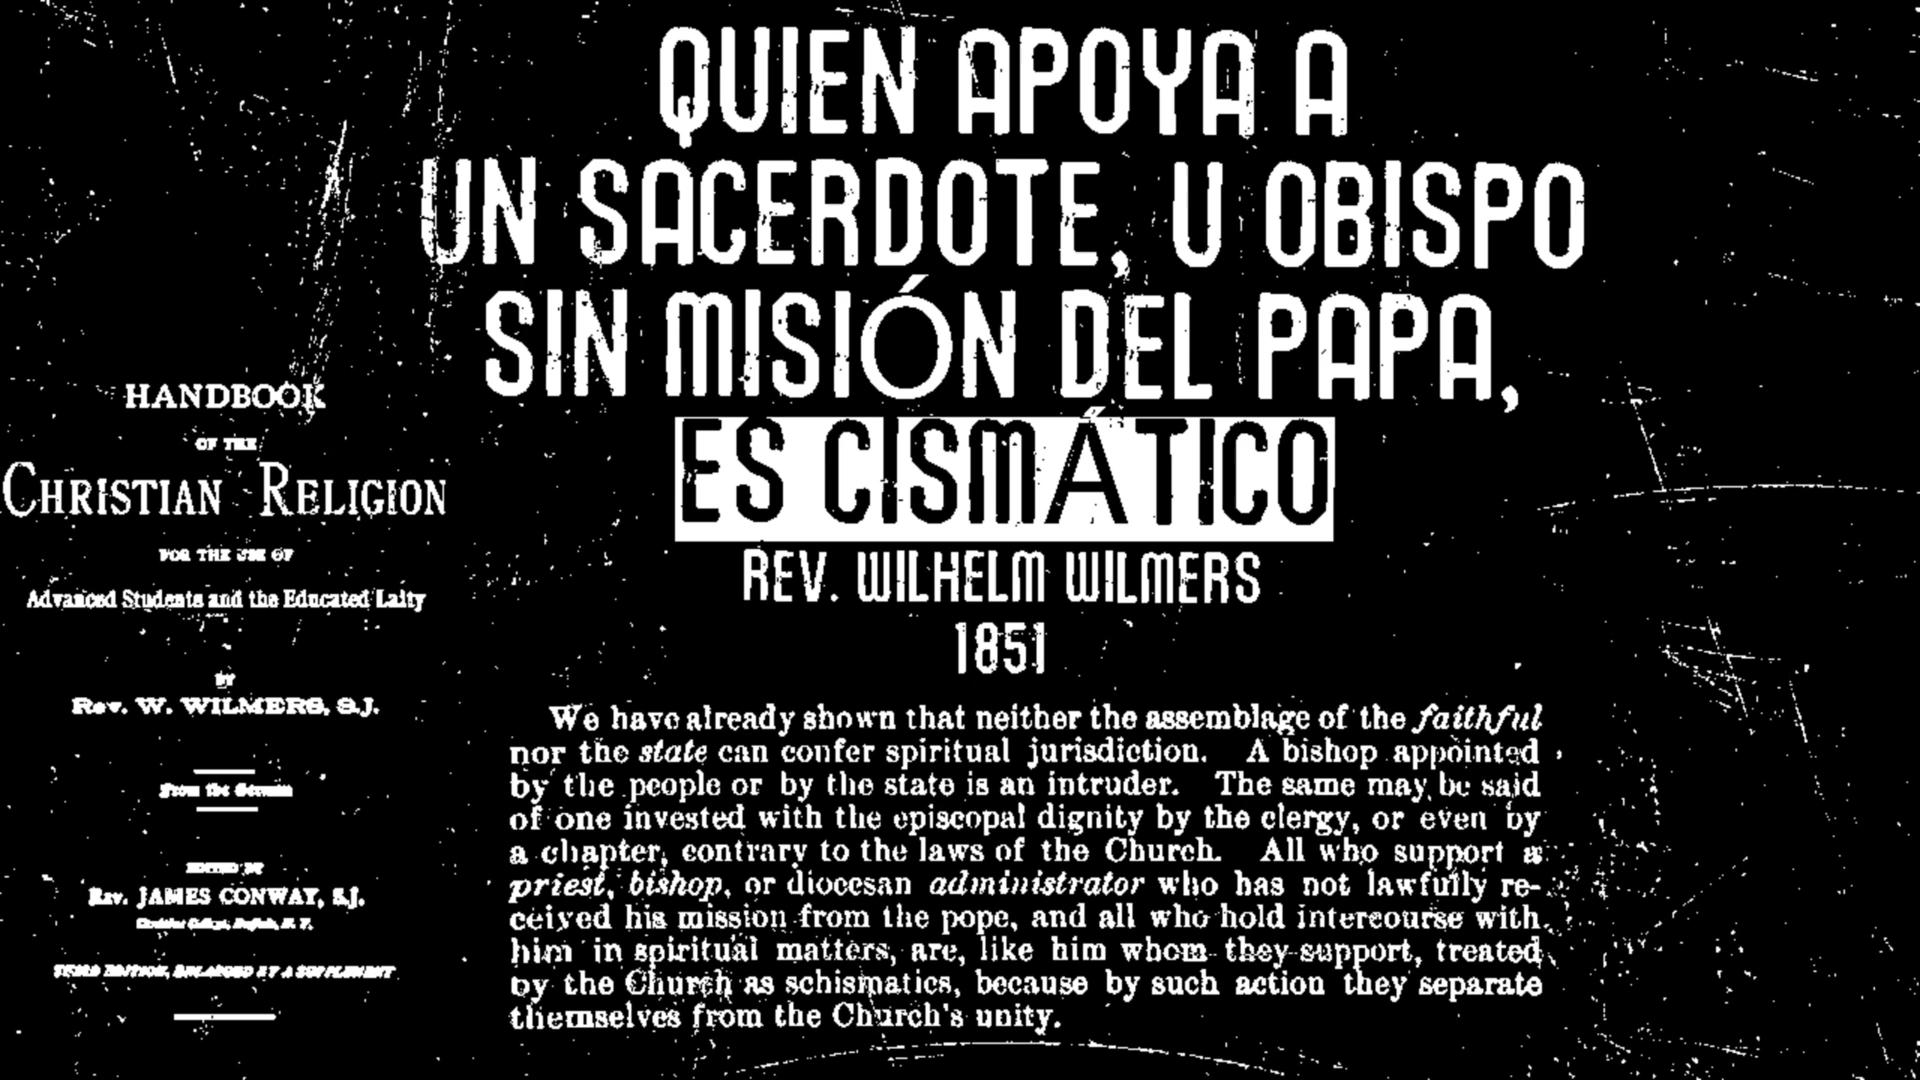 QUIEN APOYA A
UN SACERDOTE, U OBISPO
SIN MISIÓN DEL PAPA,
ES CISMÁTICO
REV. WILHELM WILMERS
1851
HANDBOOK
OF THE
CHRISTIAN RELIGION
FOR THE USE OF
Advanced Students and the Educated Laity
BY
Rev. W. WILMERS, S.J.
From the German
EDITED BY
Rev. JAMES CONWAY, S.J.
THIRD EDITION, ENLARGED BY A SUPPLEMENT
We have already shown that neither the assemblage of the faithful
nor the state can confer spiritual jurisdiction. A bishop appointed
by the people or by the state is an intruder. The same may be said
of one invested with the episcopal dignity by the clergy, or even by
a chapter, contrary to the laws of the Church. All who support a
priest, bishop, or diocesan administrator who has not lawfully re-
ceived his mission from the pope, and all who hold intercourse with
him in spiritual matters, are, like him whom they support, treated
by the Church as schismatics, because by such action they separate
themselves from the Church's unity.